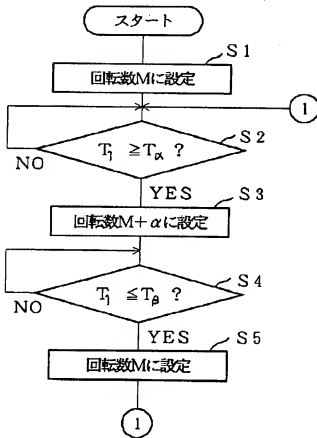 スタート
S1
回転数Mに設定
1
S2
T₁ ≧Tα ?
NO
YES
S3
回転数M+αに設定
S4
T₁ ≦Tβ ?
NO
YES
S5
回転数Mに設定
1